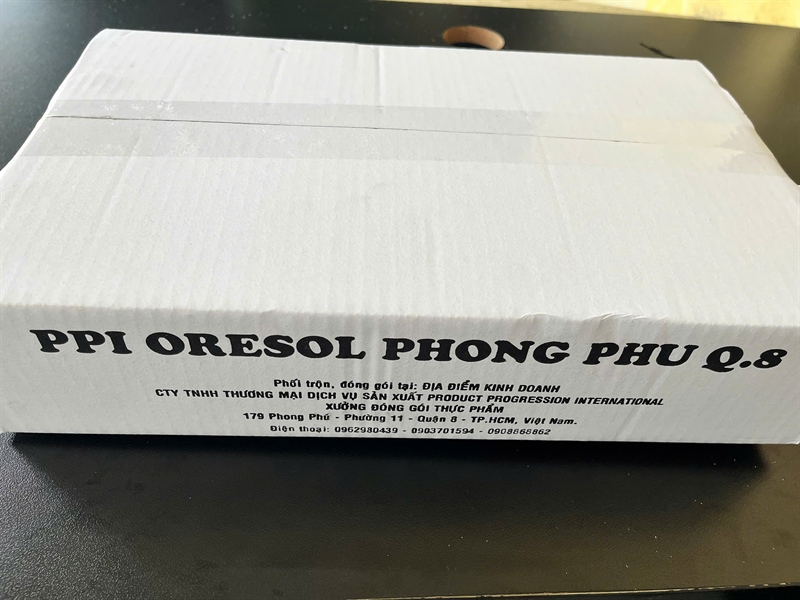 PPI ORESOL PHONG PHU Q.8
Phối trộn, đóng gói tại: ĐỊA ĐIỂM KINH DOANH
CTY TNHH THƯƠNG MẠI DỊCH VỤ SẢN XUẤT PRODUCT PROGRESSION INTERNATIONAL
XƯỞNG ĐÓNG GÓI THỰC PHẨM
179 Phong Phú - Phường 11 - Quận 8 - TP.HCM, Việt Nam.
Điện thoại: 0962980439 - 0903701594 - 0908868862